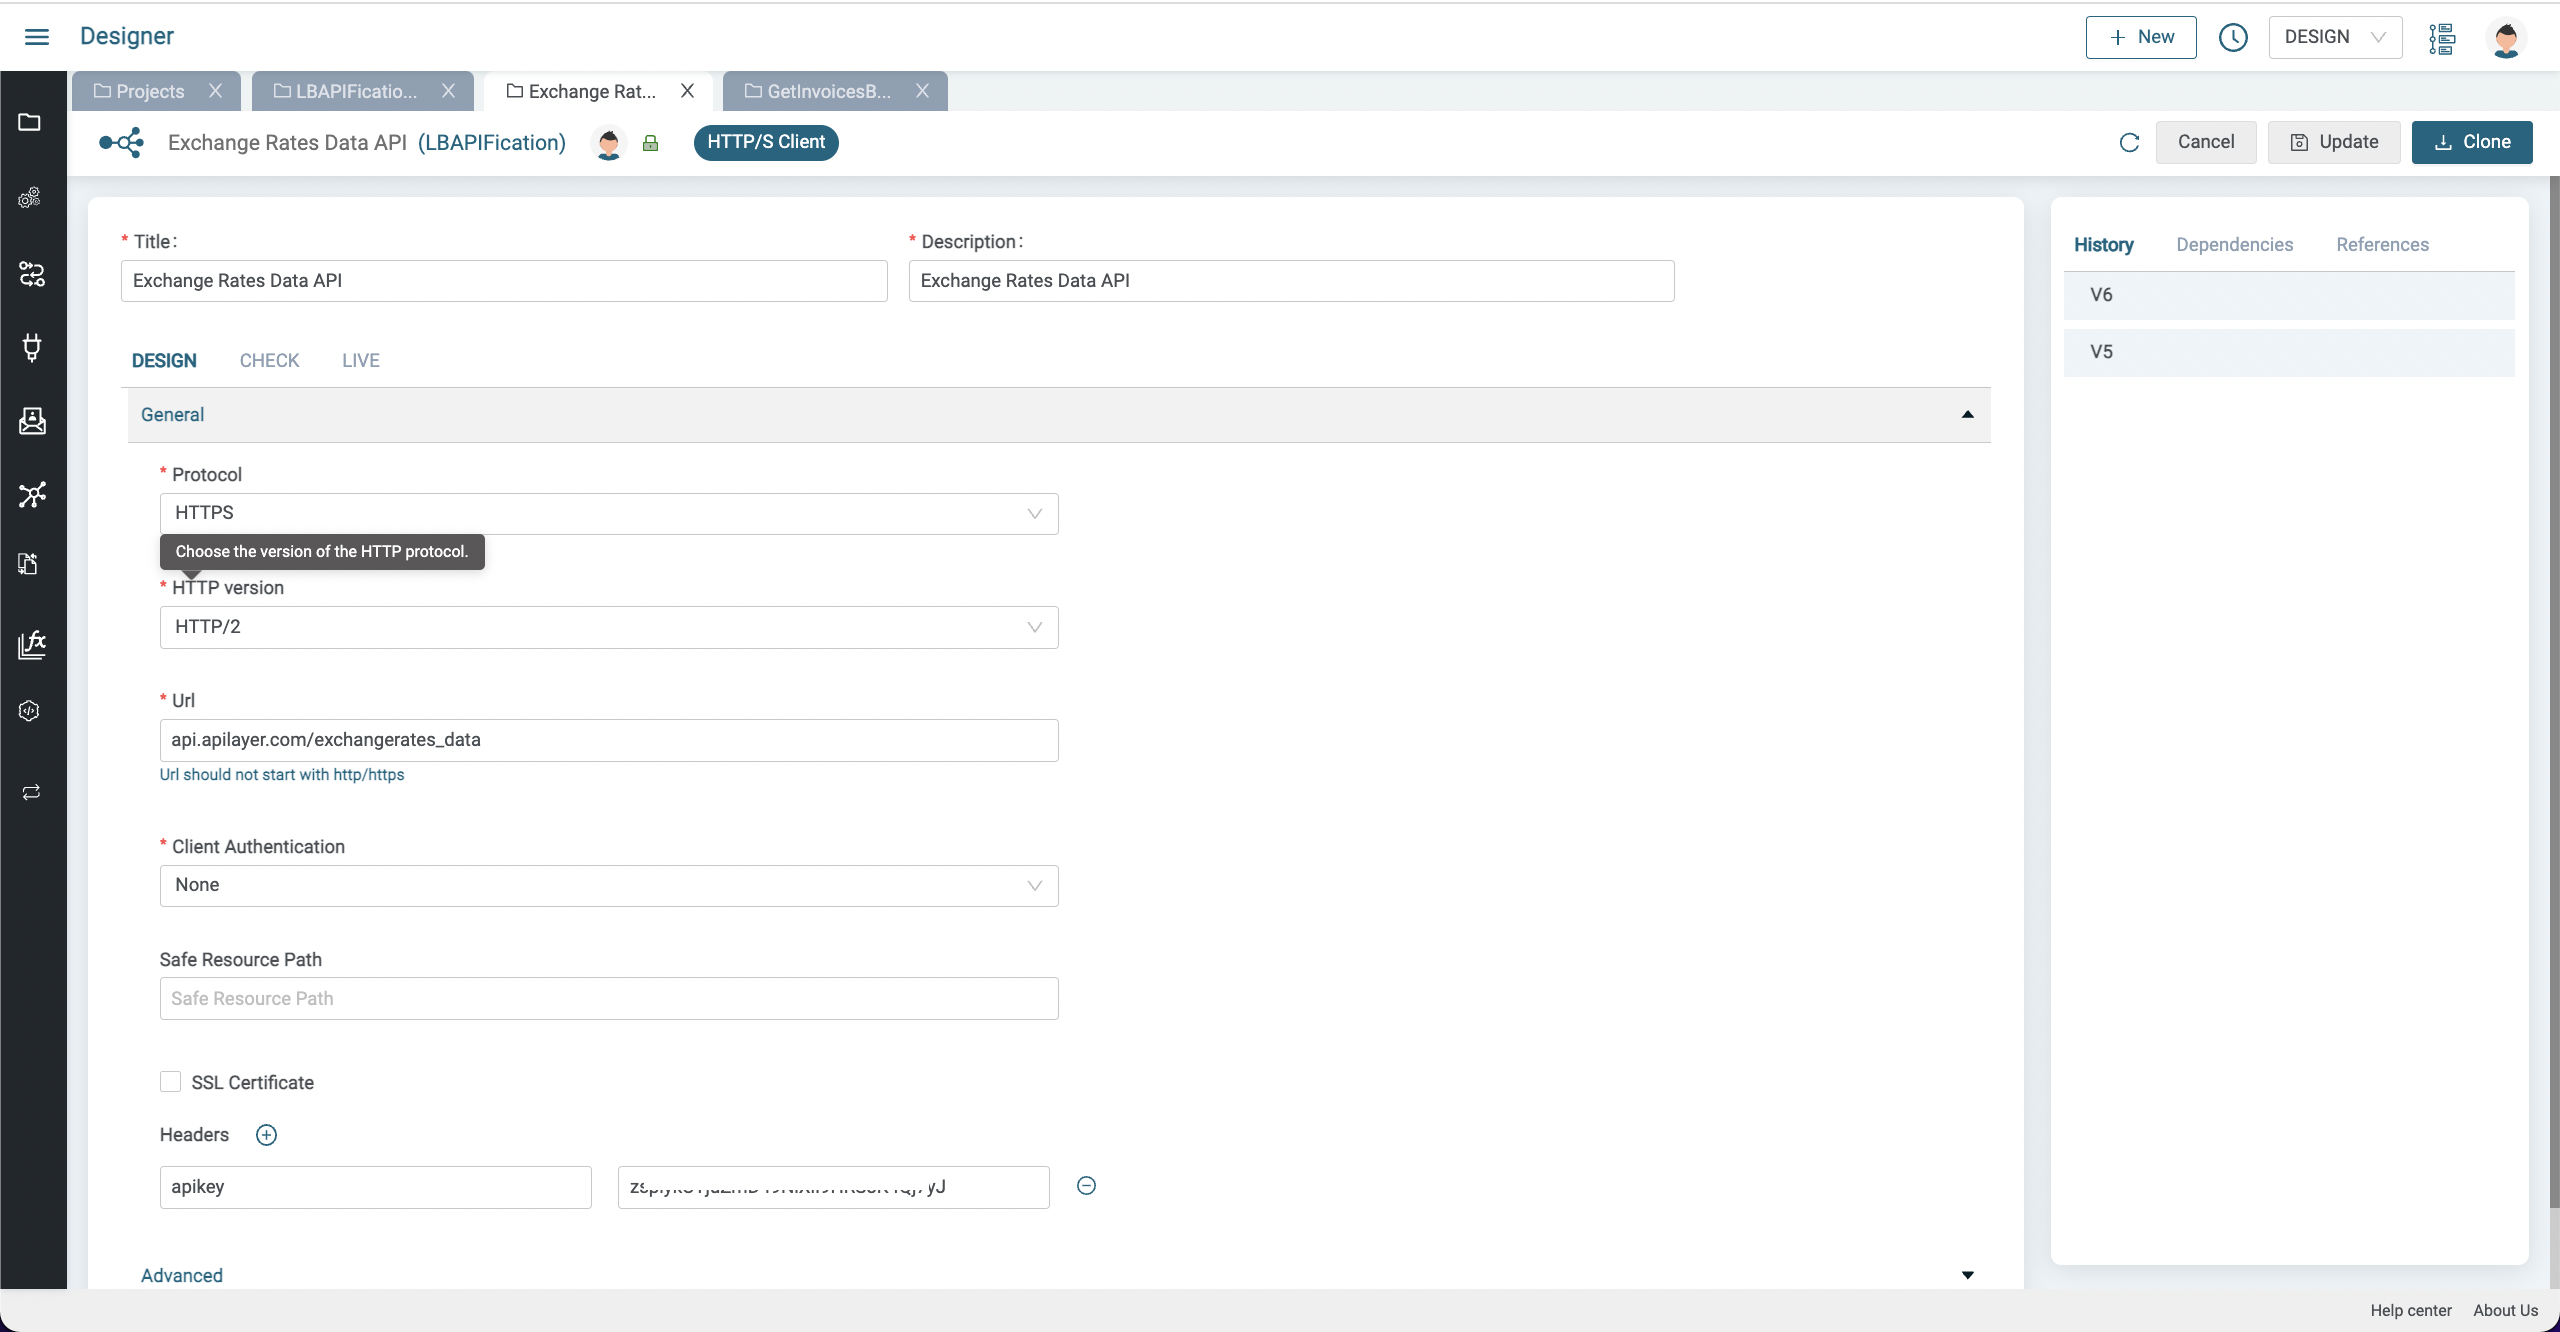 Designer
New
DESIGN
Projects
LBAPIFicatio...
Exchange Rat...
GetInvoicesB...
Exchange Rates Data API (LBAPIFication)
HTTP/S Client
Cancel
Update
Clone
* Title:
* Description:
Exchange Rates Data API
Exchange Rates Data API
DESIGN
CHECK
LIVE
General
* Protocol
HTTPS
Choose the version of the HTTP protocol.
* HTTP version
HTTP/2
* Url
api.apilayer.com/exchangerates_data
Url should not start with http/https
* Client Authentication
None
Safe Resource Path
Safe Resource Path
SSL Certificate
Headers
apikey
Advanced
History
Dependencies
References
V6
V5
Help center
About Us